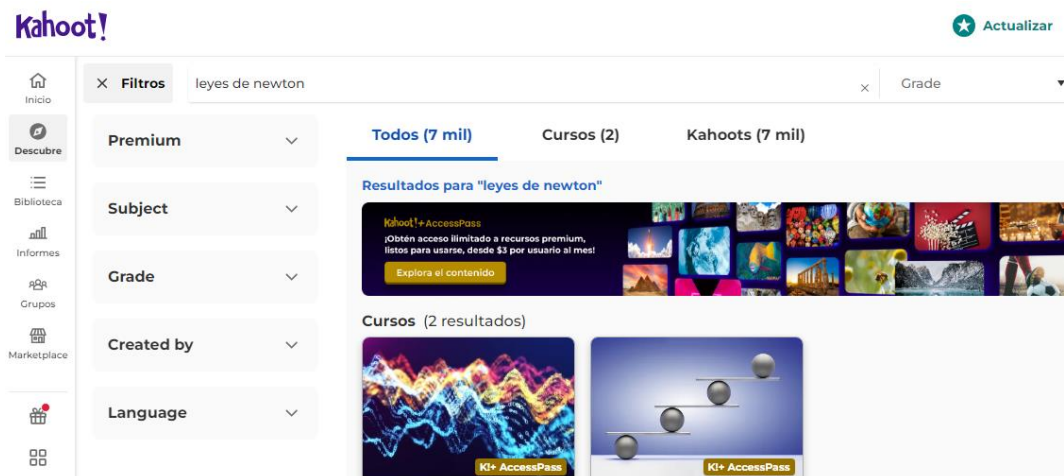 Kahoot!
Actualizar
Inicio
Descubre
Biblioteca
Informes
Grupos
Marketplace
Filtros
leyes de newton
Grade
Premium
Subject
Grade
Created by
Language
Todos (7 mil)
Cursos (2)
Kahoots (7 mil)
Resultados para "leyes de newton"
Kahoot!+AccessPass
¡Obtén acceso ilimitado a recursos premium,
listos para usarse, desde $3 por usuario al mes!
Explora el contenido
Cursos (2 resultados)
K!+ AccessPass
K!+ AccessPass